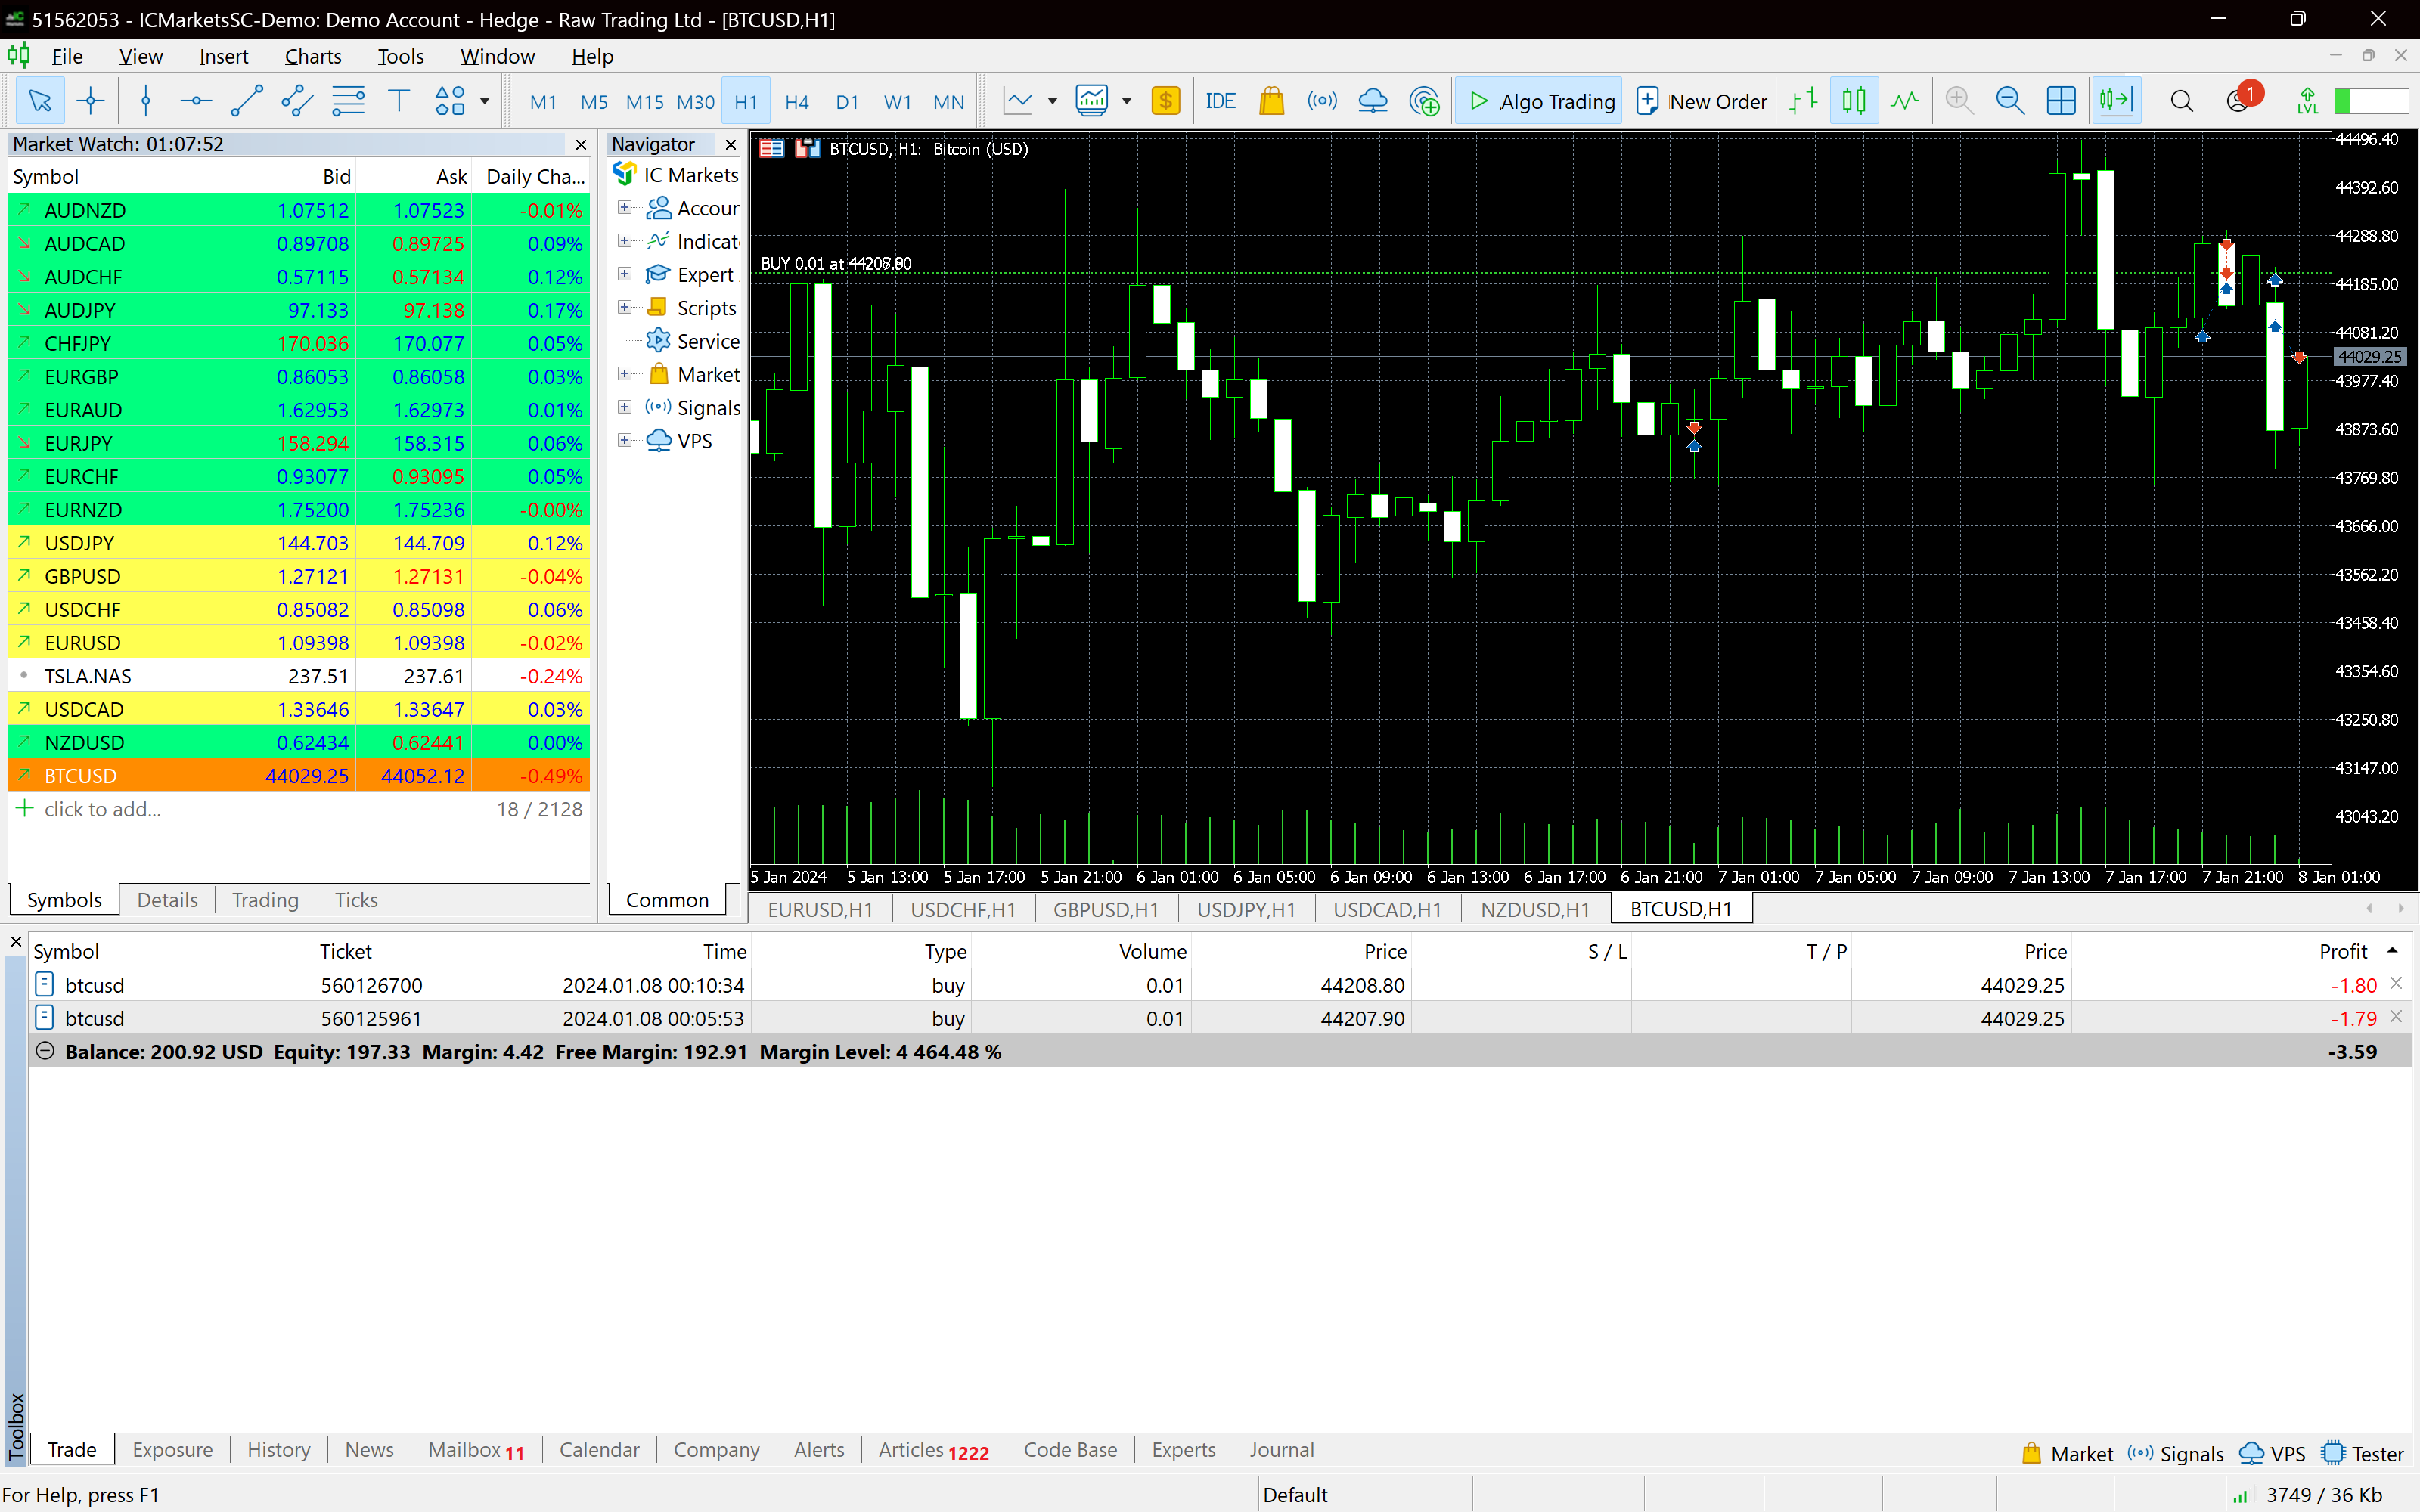 51562053 - ICMarketsSC-Demo: Demo Account - Hedge - Raw Trading Ltd - [BTCUSD,H1]
File View Insert Charts Tools Window Help
M1 M5 M15 M30 H1 H4 D1 W1 MN $ IDE Algo Trading New Order 1 LVL
Market Watch: 01:07:52
Symbol Bid Ask Daily Cha...
AUDNZD 1.07512 1.07523 -0.01%
AUDCAD 0.89708 0.89725 0.09%
AUDCHF 0.57115 0.57134 0.12%
AUDJPY 97.133 97.138 0.17%
CHFJPY 170.036 170.077 0.05%
EURGBP 0.86053 0.86058 0.03%
EURAUD 1.62953 1.62973 0.01%
EURJPY 158.294 158.315 0.06%
EURCHF 0.93077 0.93095 0.05%
EURNZD 1.75200 1.75236 -0.00%
USDJPY 144.703 144.709 0.12%
GBPUSD 1.27121 1.27131 -0.04%
USDCHF 0.85082 0.85098 0.06%
EURUSD 1.09398 1.09398 -0.02%
TSLA.NAS 237.51 237.61 -0.24%
USDCAD 1.33646 1.33647 0.03%
NZDUSD 0.62434 0.62441 0.00%
BTCUSD 44029.25 44052.12 -0.49%
click to add... 18 / 2128
Symbols Details Trading Ticks
Navigator
IC Markets
Accour
Indicat
Expert
Scripts
Service
Market
Signals
VPS
Common
BTCUSD, H1: Bitcoin (USD)
BUY 0.01 at
44496.40
44392.60
44288.80
44185.00
44081.20
44029.25
43977.40
43873.60
43769.80
43666.00
43562.20
43458.40
43354.60
43250.80
43147.00
43043.20
5 Jan 2024 5 Jan 13:00 5 Jan 17:00 5 Jan 21:00 6 Jan 01:00 6 Jan 05:00 6 Jan 09:00 6 Jan 13:00 6 Jan 17:00 6 Jan 21:00 7 Jan 01:00 7 Jan 05:00 7 Jan 09:00 7 Jan 13:00 7 Jan 17:00 7 Jan 21:00 8 Jan 01:00
EURUSD,H1 USDCHF,H1 GBPUSD,H1 USDJPY,H1 USDCAD,H1 NZDUSD,H1 BTCUSD,H1
Symbol Ticket Time Type Volume Price S / L T / P Price Profit
btcusd 560126700 2024.01.08 00:10:34 buy 0.01 44208.80 44029.25 -1.80
btcusd 560125961 2024.01.08 00:05:53 buy 0.01 44207.90 44029.25 -1.79
Balance: 200.92 USD Equity: 197.33 Margin: 4.42 Free Margin: 192.91 Margin Level: 4 464.48 % -3.59
Toolbox
Trade Exposure History News Mailbox 11 Calendar Company Alerts Articles 1222 Code Base Experts Journal
Market Signals VPS Tester
For Help, press F1 Default 3749 / 36 Kb